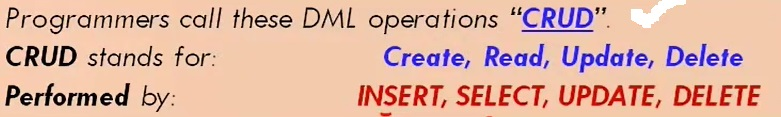 Programmers call these DML operations “CRUD”.
CRUD stands for: Create, Read, Update, Delete
Performed by: INSERT, SELECT, UPDATE, DELETE